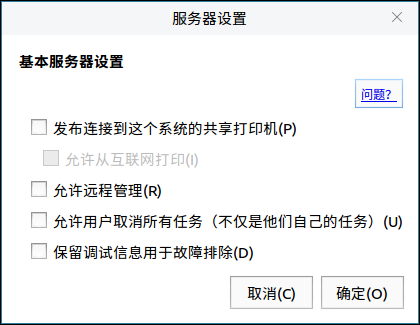 服务器设置
基本服务器设置
问题？
发布连接到这个系统的共享打印机(P)
允许从互联网打印(I)
允许远程管理(R)
允许用户取消所有任务（不仅是他们自己的任务）(U)
保留调试信息用于故障排除(D)
取消(C) 确定(O)